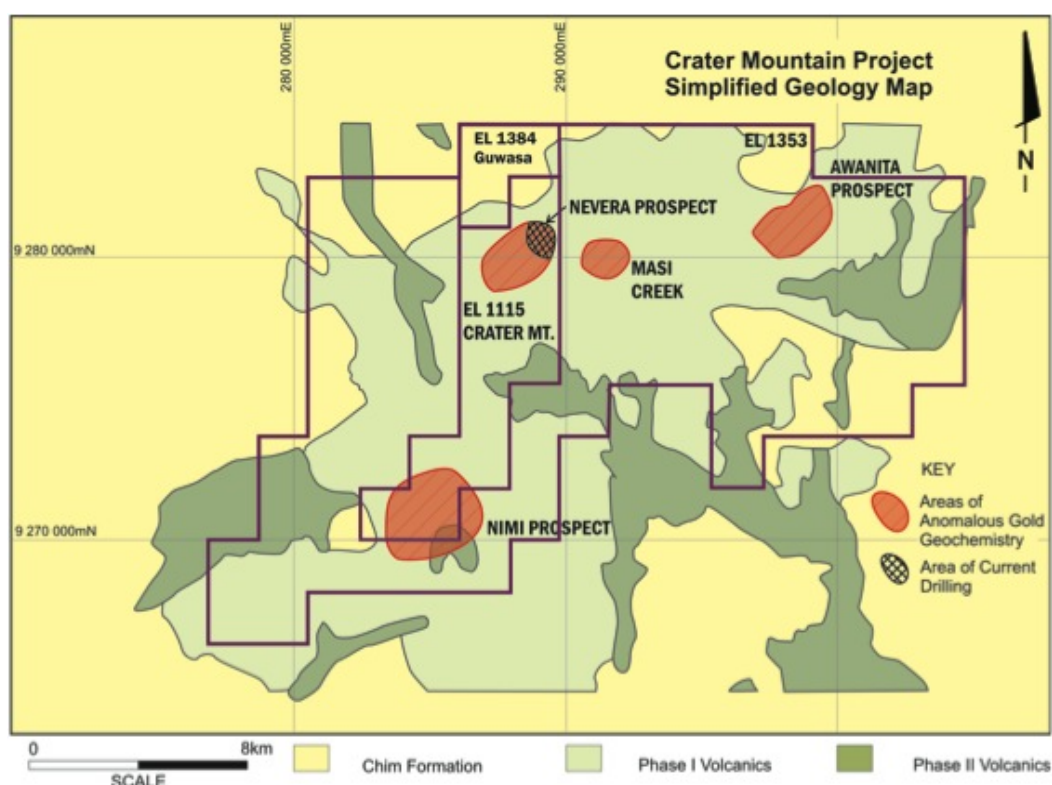 280 000mE
290 000mE
Crater Mountain Project
Simplified Geology Map
N
EL 1384
Guwasa
EL 1353
AWANITA
PROSPECT
NEVERA PROSPECT
9 280 000mN
MASI
CREEK
EL 1115
CRATER MT.
KEY
Areas of
Anomalous Gold
Geochemistry
NIMI PROSPECT
9 270 000mN
Area of Current
Drilling
0
8km
SCALE
Chim Formation
Phase I Volcanics
Phase II Volcanics